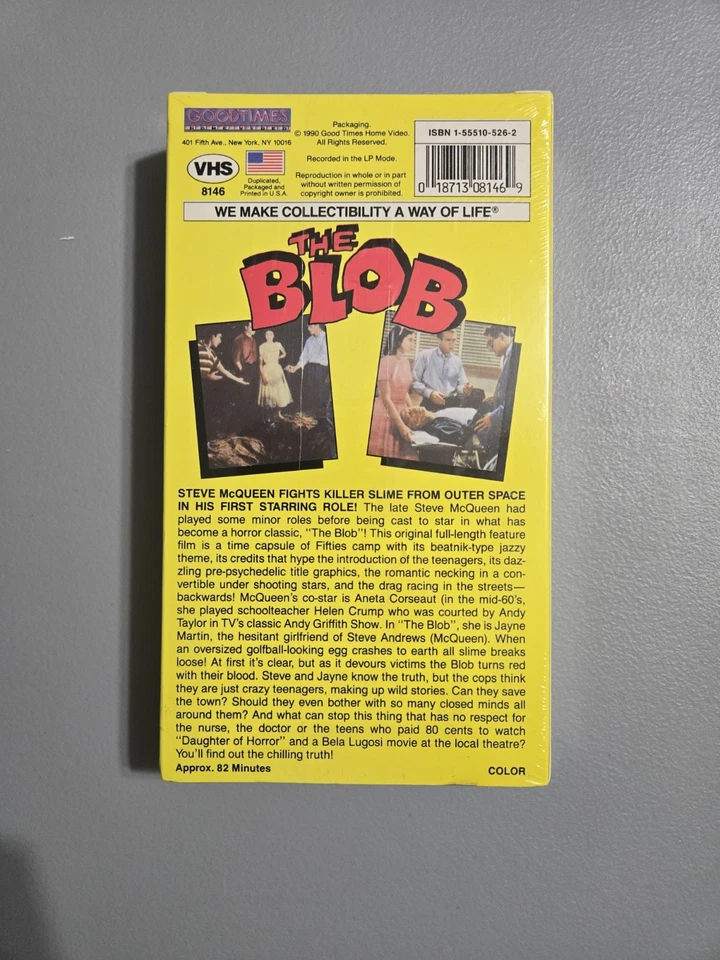 GOODTIMES
HOME VIDEO
401 Fifth Ave., New York, NY 10016
VHS
8146
Duplicated,
Packaged and
Printed in U.S.A.
Packaging.
© 1990 Good Times Home Video.
All Rights Reserved.
Recorded in the LP Mode.
Reproduction in whole or in part
without written permission of
copyright owner is prohibited.
ISBN 1-55510-526-2
0 18713 08146 9
WE MAKE COLLECTIBILITY A WAY OF LIFE®
THE
BLOB
STEVE McQUEEN FIGHTS KILLER SLIME FROM OUTER SPACE
IN HIS FIRST STARRING ROLE! The late Steve McQueen had
played some minor roles before being cast to star in what has
become a horror classic, "The Blob"! This original full-length feature
film is a time capsule of Fifties camp with its beatnik-type jazzy
theme, its credits that hype the introduction of the teenagers, its daz-
zling pre-psychedelic title graphics, the romantic necking in a con-
vertible under shooting stars, and the drag racing in the streets—
backwards! McQueen's co-star is Aneta Corseaut (in the mid-60's,
she played schoolteacher Helen Crump who was courted by Andy
Taylor in TV's classic Andy Griffith Show. In "The Blob", she is Jayne
Martin, the hesitant girlfriend of Steve Andrews (McQueen). When
an oversized golfball-looking egg crashes to earth all slime breaks
loose! At first it's clear, but as it devours victims the Blob turns red
with their blood. Steve and Jayne know the truth, but the cops think
they are just crazy teenagers, making up wild stories. Can they save
the town? Should they even bother with so many closed minds all
around them? And what can stop this thing that has no respect for
the nurse, the doctor or the teens who paid 80 cents to watch
"Daughter of Horror" and a Bela Lugosi movie at the local theatre?
You'll find out the chilling truth!
Approx. 82 Minutes
COLOR